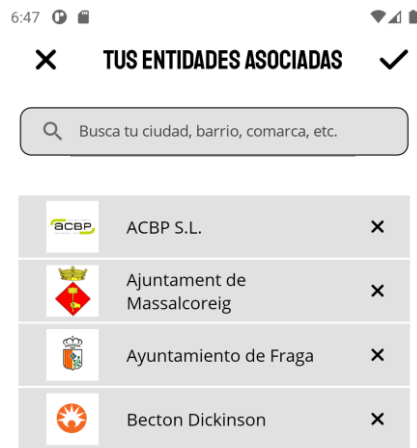 6:47
TUS ENTIDADES ASOCIADAS
Busca tu ciudad, barrio, comarca, etc.
acBP
ACBP S.L.
Ajuntament de
Massalcoreig
Ayuntamiento de Fraga
Becton Dickinson